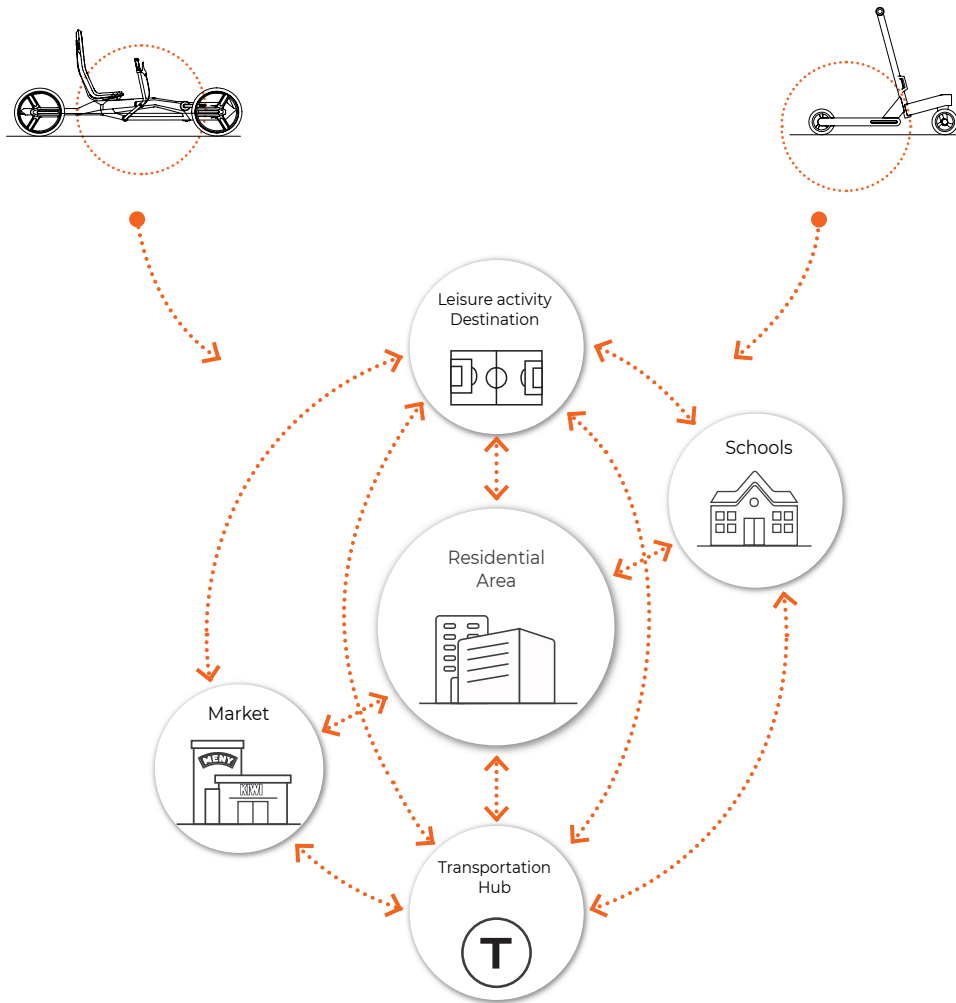 Leisure activity
Destination
Schools
Residential
Area
Market
MENY
KIWI
Transportation
Hub
T